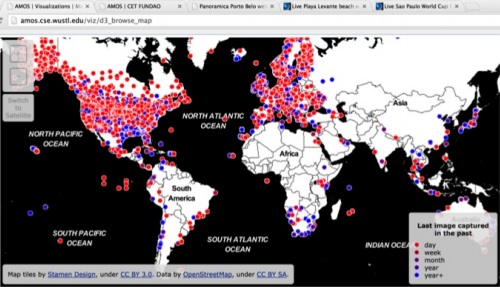 AMOS | Visualizations | M
AMOS | CET FUNDAO
Panoramica Porto Belo we
Live Playa Levante beach w
Live Sao Paulo World Cup
amos.cse.wustl.edu/viz/d3_browse_map
Switch
to
Satellite
NORTH PACIFIC
OCEAN
NORTH ATLANTIC
OCEAN
Asia
Africa
South
America
SOUTH PACIFIC
OCEAN
SOUTH ATLANTIC
OCEAN
INDIAN OCEA
Australia
Last image captured
in the past
day
week
month
year
year+
Map tiles by Stamen Design, under CC BY 3.0. Data by OpenStreetMap, under CC BY SA.